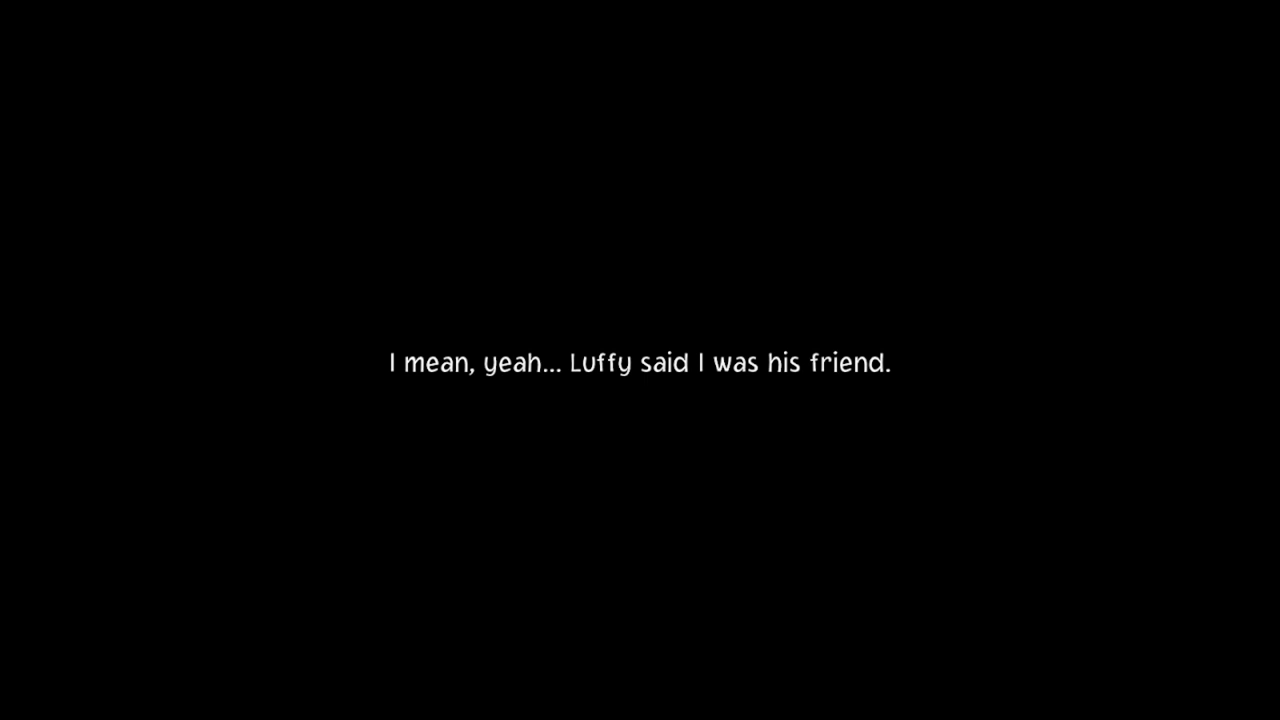 I mean, yeah... Luffy said I was his friend.